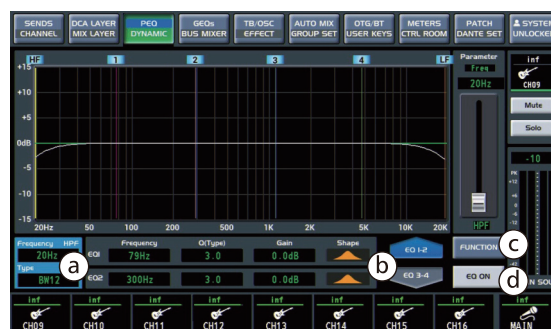 SENDS CHANNEL
DCA LAYER MIX LAYER
PEQ DYNAMIC
GEQs BUS MIXER
TB/OSC EFFECT
AUTO MIX GROUP SET
OTG/BT USER KEYS
METERS CTRL ROOM
PATCH DANTE SET
SYSTEM UNLOCKE
HF 1 2 3 4 LF
+15
+10
+5
0dB
-5
-10
-15
20Hz 50 100 200 500 1K 2K 5K 10K 20K
Parameter
Freq
20Hz
HPF
inf
CH09
Mute
Solo
-10
PK
+12
Frequency HPF
20Hz
Type
BW12
a
Frequency Q(Type) Gain Shape
EQ1 79Hz 3.0 0.0dB
EQ2 300Hz 3.0 0.0dB
b
EQ 1-2
EQ 3-4
FUNCTION
c
EQ ON
d
N SOL
inf inf inf inf inf inf inf inf inf
CH09 CH10 CH11 CH12 CH13 CH14 CH15 CH16 MAIN